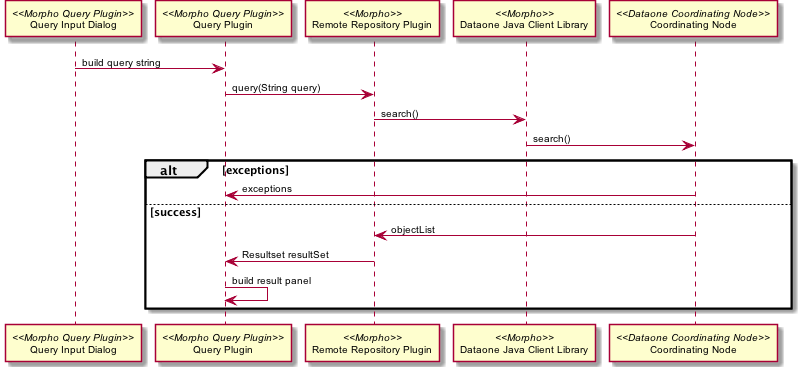 <<Morpho Query Plugin>>
Query Input Dialog
<<Morpho Query Plugin>>
Query Plugin
<<Morpho>>
Remote Repository Plugin
<<Morpho>>
Dataone Java Client Library
<<Dataone Coordinating Node>>
Coordinating Node
build query string
query(String query)
search()
search()
alt
[exceptions]
exceptions
[success]
objectList
Resultset resultSet
build result panel
<<Morpho Query Plugin>>
Query Input Dialog
<<Morpho Query Plugin>>
Query Plugin
<<Morpho>>
Remote Repository Plugin
<<Morpho>>
Dataone Java Client Library
<<Dataone Coordinating Node>>
Coordinating Node